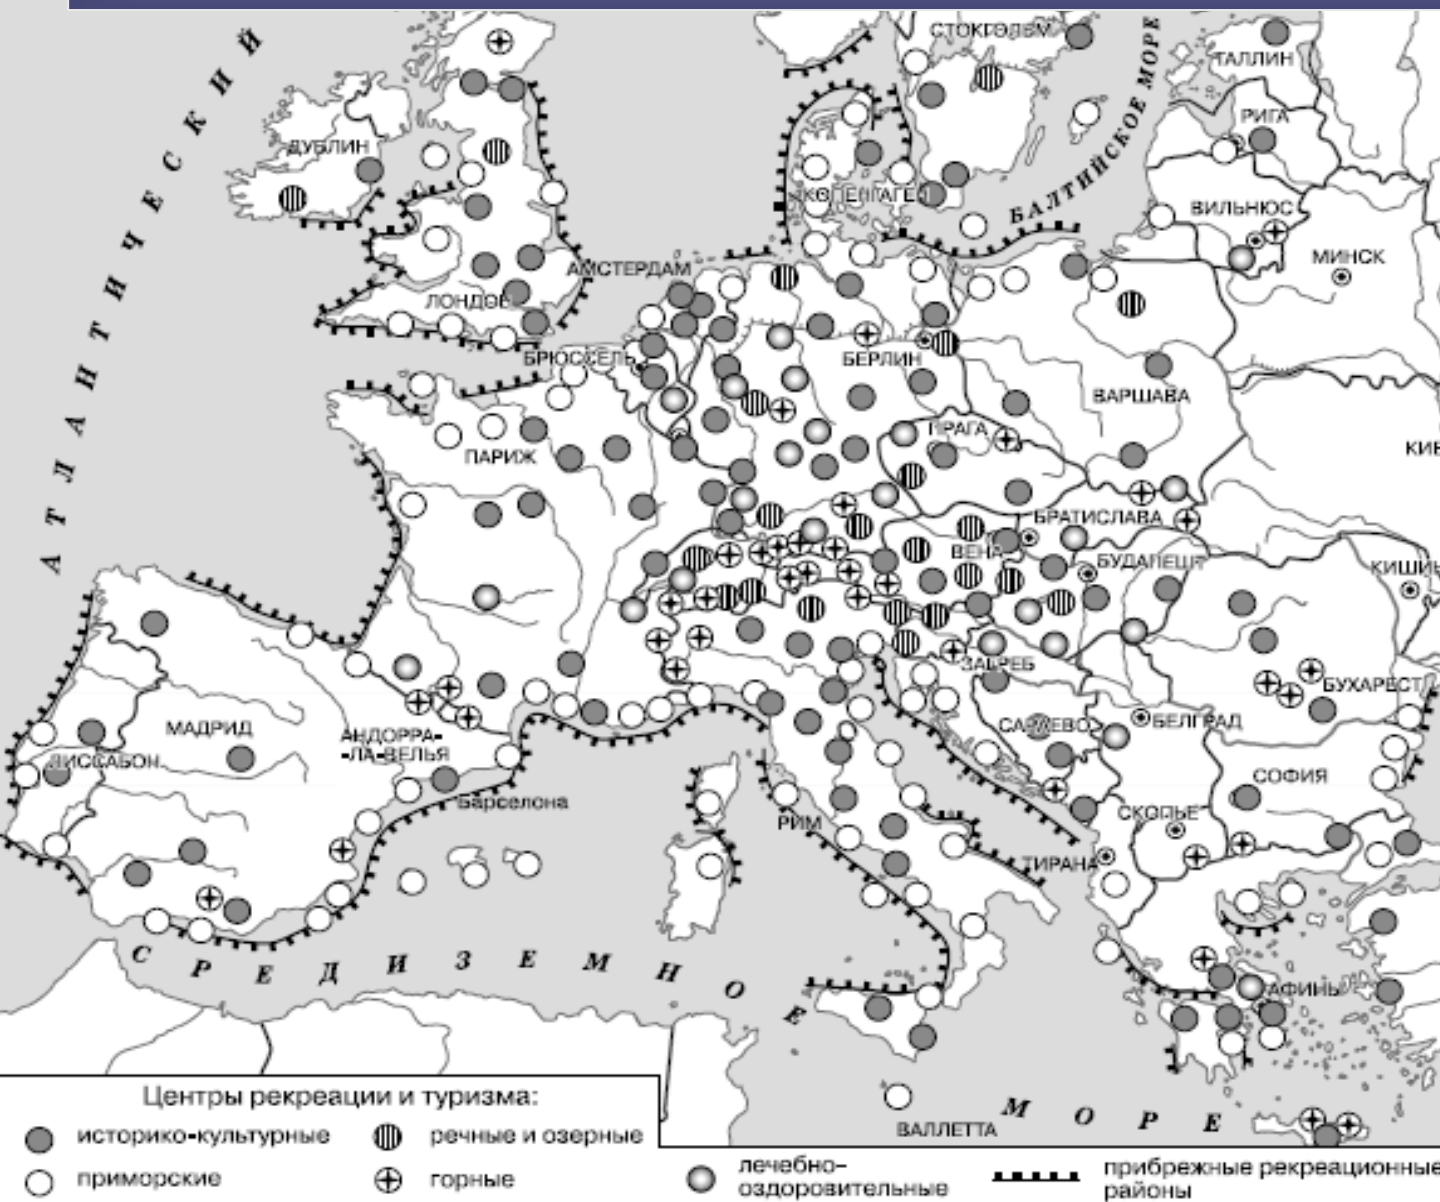 АТЛАНТИЧЕСКИЙ
СТОКГОЛЬМ
БАЛТИЙСКОЕ МОРЕ
ТАЛЛИН
РИГА
ДУБЛИН
КОПЕНГАГЕН
ВИЛЬНЮС
МИНСК
АМСТЕРДАМ
ЛОНДОН
БРЮССЕЛЬ
БЕРЛИН
ВАРШАВА
ПРАГА
ПАРИЖ
КИЕ
БРАТИСЛАВА
ВЕНА
БУДАПЕШТ
КИШИН
ЗАГРЕБ
БУХАРЕСТ
МАДРИД
АНДОРРА-
-ЛА-ВЕЛЬЯ
САРАЕВО
БЕЛГРАД
ЛИССАБОН
СОФИЯ
Барселона
РИМ
СКОПЬЕ
ТИРАНА
СРЕДИЗЕМНОЕ
АФИНЫ
МОРЕ
ВАЛЛЕТТА
Центры рекреации и туризма:
историко-культурные
речные и озерные
приморские
горные
лечебно-
оздоровительные
прибрежные рекреационные
районы